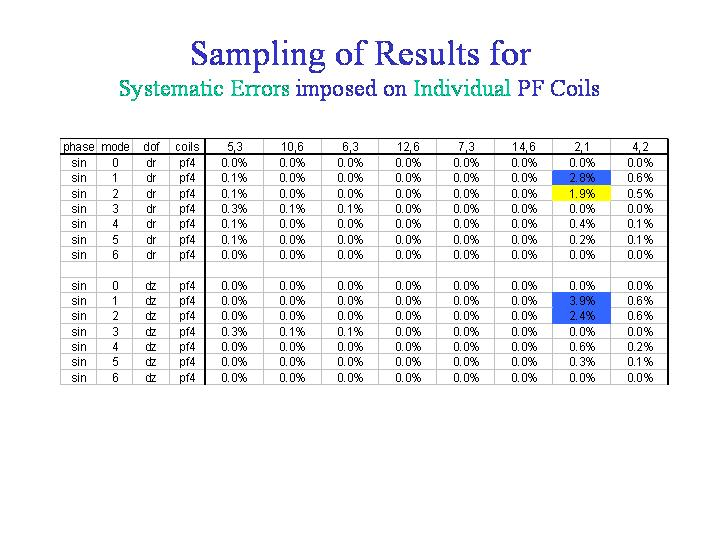 Sampling of Results for
Systematic Errors imposed on Individual PF Coils
phase mode dof coils 5,3 10,6 6,3 12,6 7,3 14,6 2,1 4,2
sin 0 dr pf4 0.0% 0.0% 0.0% 0.0% 0.0% 0.0% 0.0% 0.0%
sin 1 dr pf4 0.1% 0.0% 0.0% 0.0% 0.0% 0.0% 2.8% 0.6%
sin 2 dr pf4 0.1% 0.0% 0.0% 0.0% 0.0% 0.0% 1.9% 0.5%
sin 3 dr pf4 0.3% 0.1% 0.1% 0.0% 0.0% 0.0% 0.0% 0.0%
sin 4 dr pf4 0.1% 0.0% 0.0% 0.0% 0.0% 0.0% 0.4% 0.1%
sin 5 dr pf4 0.1% 0.0% 0.0% 0.0% 0.0% 0.0% 0.2% 0.1%
sin 6 dr pf4 0.0% 0.0% 0.0% 0.0% 0.0% 0.0% 0.0% 0.0%
sin 0 dz pf4 0.0% 0.0% 0.0% 0.0% 0.0% 0.0% 0.0% 0.0%
sin 1 dz pf4 0.0% 0.0% 0.0% 0.0% 0.0% 0.0% 3.9% 0.6%
sin 2 dz pf4 0.0% 0.0% 0.0% 0.0% 0.0% 0.0% 2.4% 0.6%
sin 3 dz pf4 0.3% 0.1% 0.1% 0.0% 0.0% 0.0% 0.0% 0.0%
sin 4 dz pf4 0.0% 0.0% 0.0% 0.0% 0.0% 0.0% 0.6% 0.2%
sin 5 dz pf4 0.0% 0.0% 0.0% 0.0% 0.0% 0.0% 0.3% 0.1%
sin 6 dz pf4 0.0% 0.0% 0.0% 0.0% 0.0% 0.0% 0.0% 0.0%